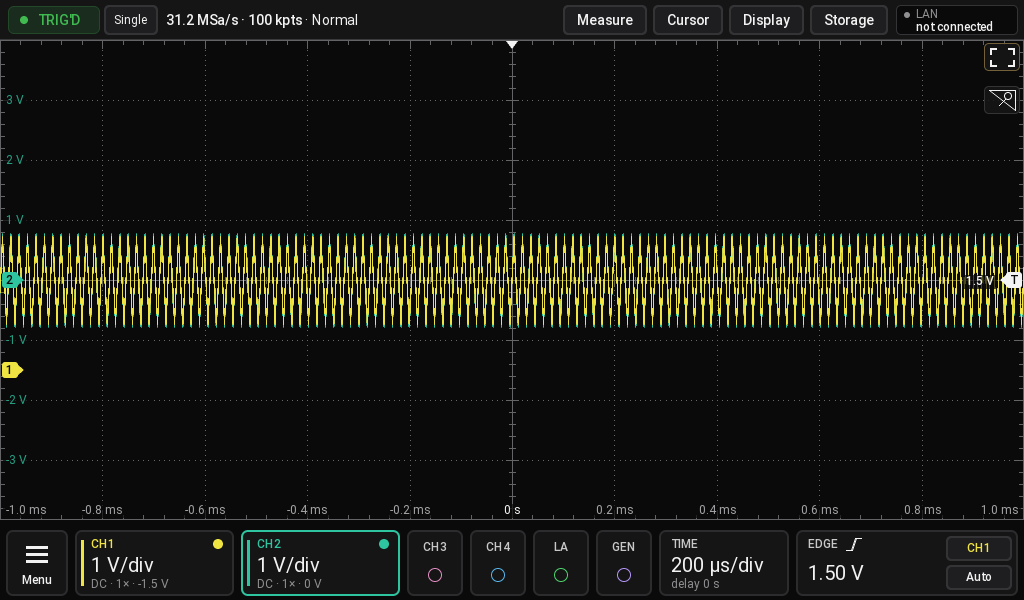 TRIG'D Single 31.2 MSa/s · 100 kpts · Normal Measure Cursor Display Storage LAN
not connected
3 V
2 V
1 V
2
1.5 V T
-1 V
1
-2 V
-3 V
-1.0 ms -0.8 ms -0.6 ms -0.4 ms -0.2 ms 0 s 0.2 ms 0.4 ms 0.6 ms 0.8 ms 1.0 ms
Menu
CH1
1 V/div
DC · 1× · -1.5 V
CH2
1 V/div
DC · 1× · 0 V
CH3
CH4
LA
GEN
TIME
200 µs/div
delay 0 s
EDGE
1.50 V
CH1
Auto